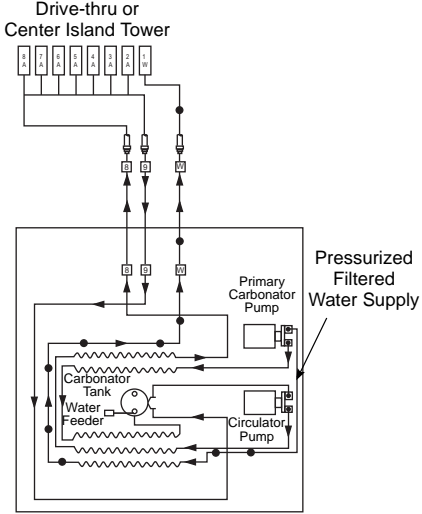 Drive-thru or
Center Island Tower
8 A
7 A
6 A
5 A
4 A
3 A
2 A
1 W
8
9
W
8
9
W
Pressurized
Filtered
Water Supply
Primary
Carbonator
Pump
Carbonator
Tank
Water
Feeder
Circulator
Pump